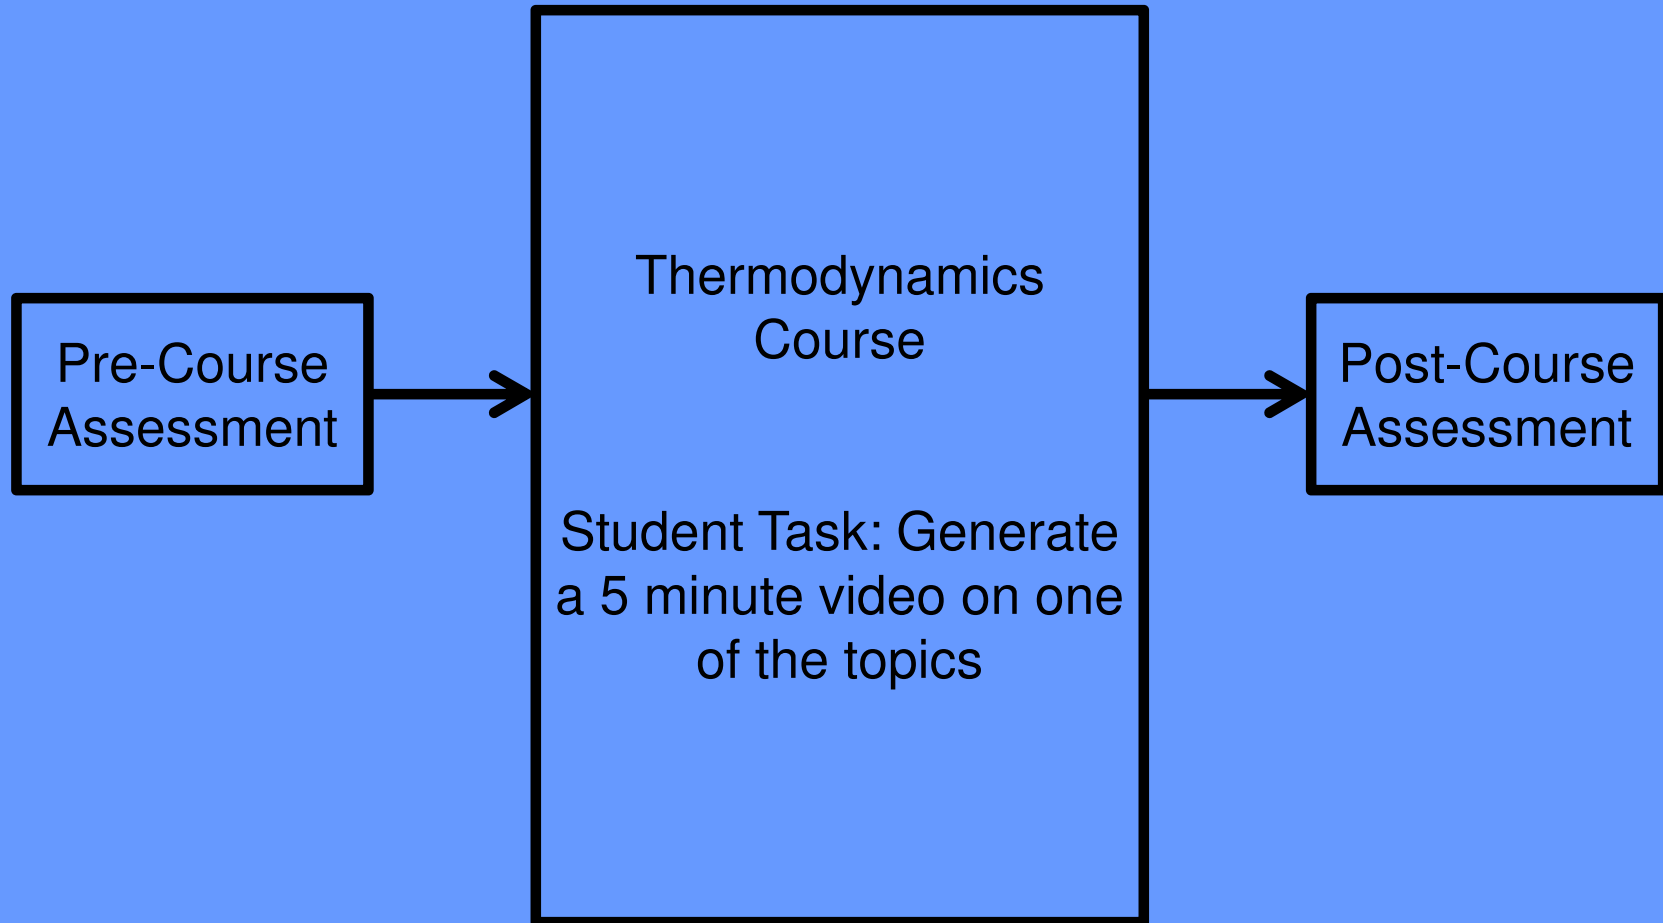 Pre-Course
Assessment
Thermodynamics
Course
Student Task: Generate
a 5 minute video on one
of the topics
Post-Course
Assessment